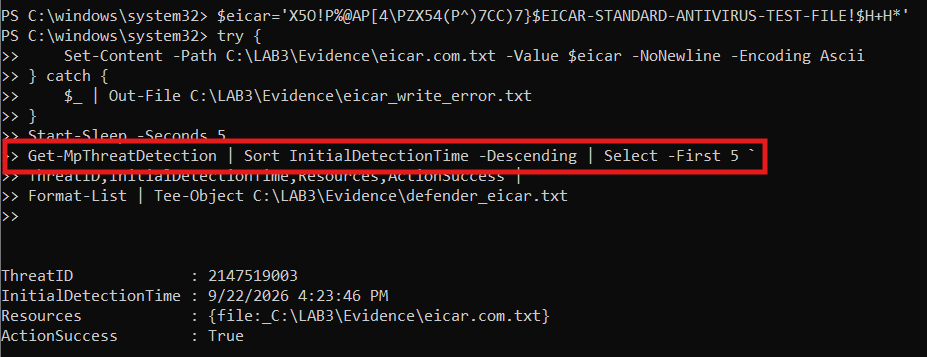 PS C:\windows\system32> $eicar='X5O!P%@AP[4\PZX54(P^)7CC)7}$EICAR-STANDARD-ANTIVIRUS-TEST-FILE!$H+H*'
PS C:\windows\system32> try {
>>     Set-Content -Path C:\LAB3\Evidence\eicar.com.txt -Value $eicar -NoNewline -Encoding Ascii
>> } catch {
>>     $_ | Out-File C:\LAB3\Evidence\eicar_write_error.txt
>> }
>> Start-Sleep -Seconds 5
>> Get-MpThreatDetection | Sort InitialDetectionTime -Descending | Select -First 5 `
>> ThreatID,InitialDetectionTime,Resources,ActionSuccess |
>> Format-List | Tee-Object C:\LAB3\Evidence\defender_eicar.txt
>>
ThreatID             : 2147519003
InitialDetectionTime : 9/22/2026 4:23:46 PM
Resources            : {file:_C:\LAB3\Evidence\eicar.com.txt}
ActionSuccess        : True